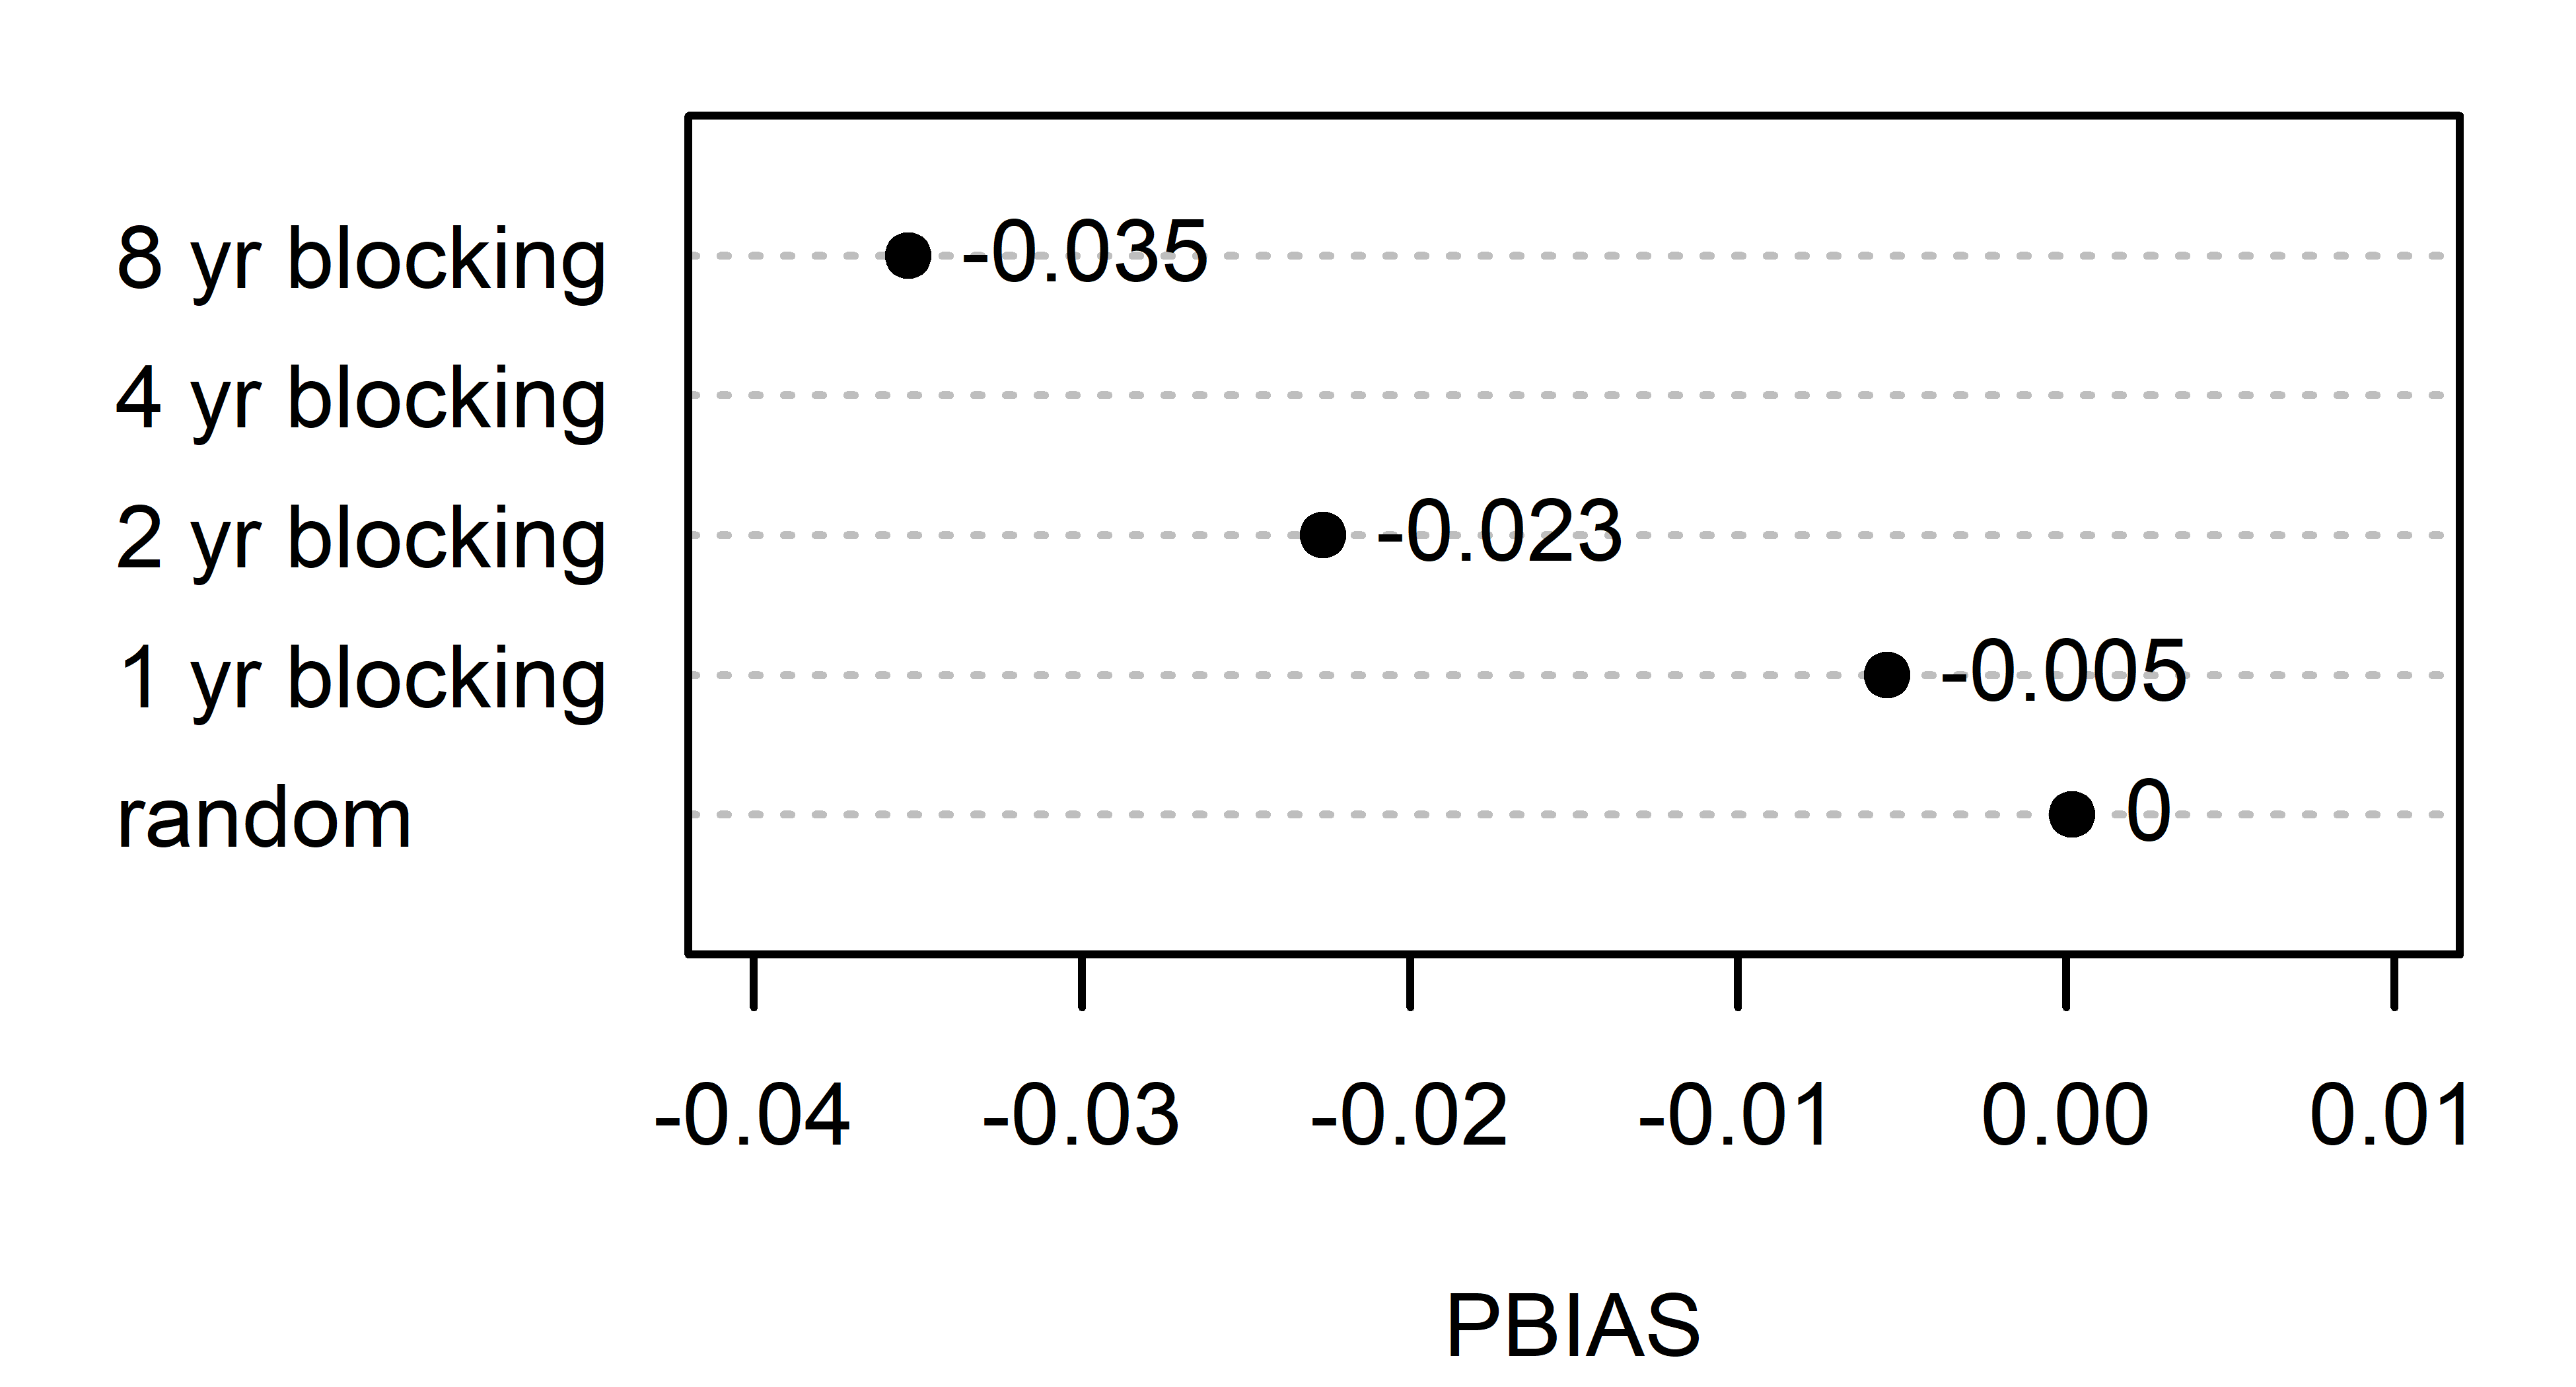 8 yr blocking -0.035
4 yr blocking
2 yr blocking -0.023
1 yr blocking -0.005
random 0
-0.04 -0.03 -0.02 -0.01 0.00 0.01
PBIAS